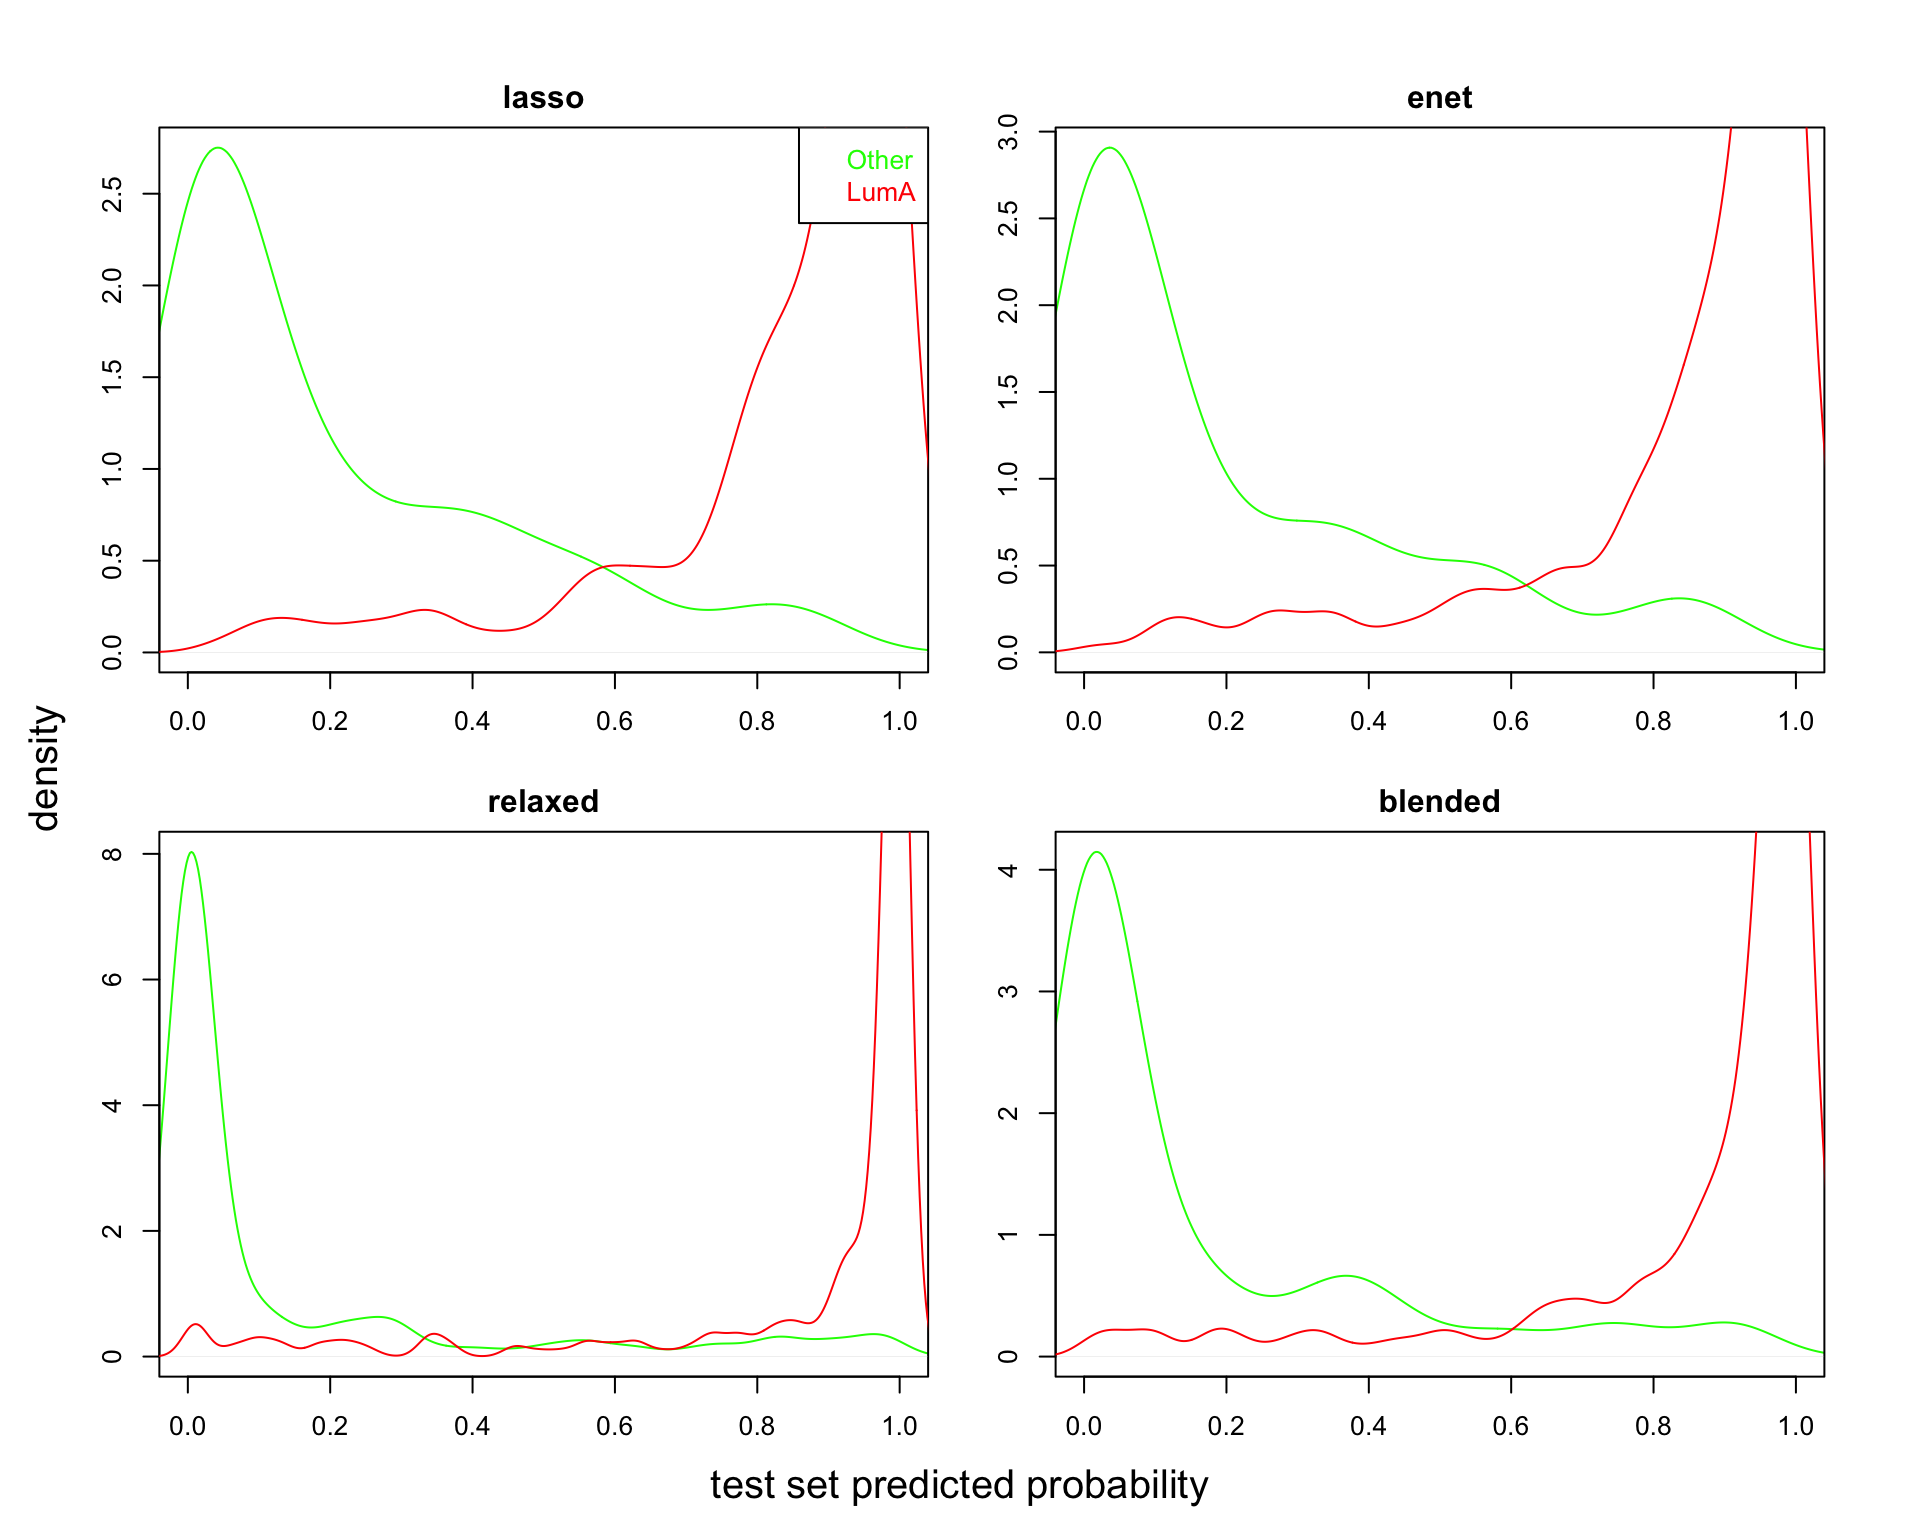 lasso
Other
LumA
0.0 0.5 1.0 1.5 2.0 2.5
0.0 0.2 0.4 0.6 0.8 1.0
enet
0.0 0.5 1.0 1.5 2.0 2.5 3.0
0.0 0.2 0.4 0.6 0.8 1.0
density
relaxed
0 2 4 6 8
0.0 0.2 0.4 0.6 0.8 1.0
blended
0 1 2 3 4
0.0 0.2 0.4 0.6 0.8 1.0
test set predicted probability